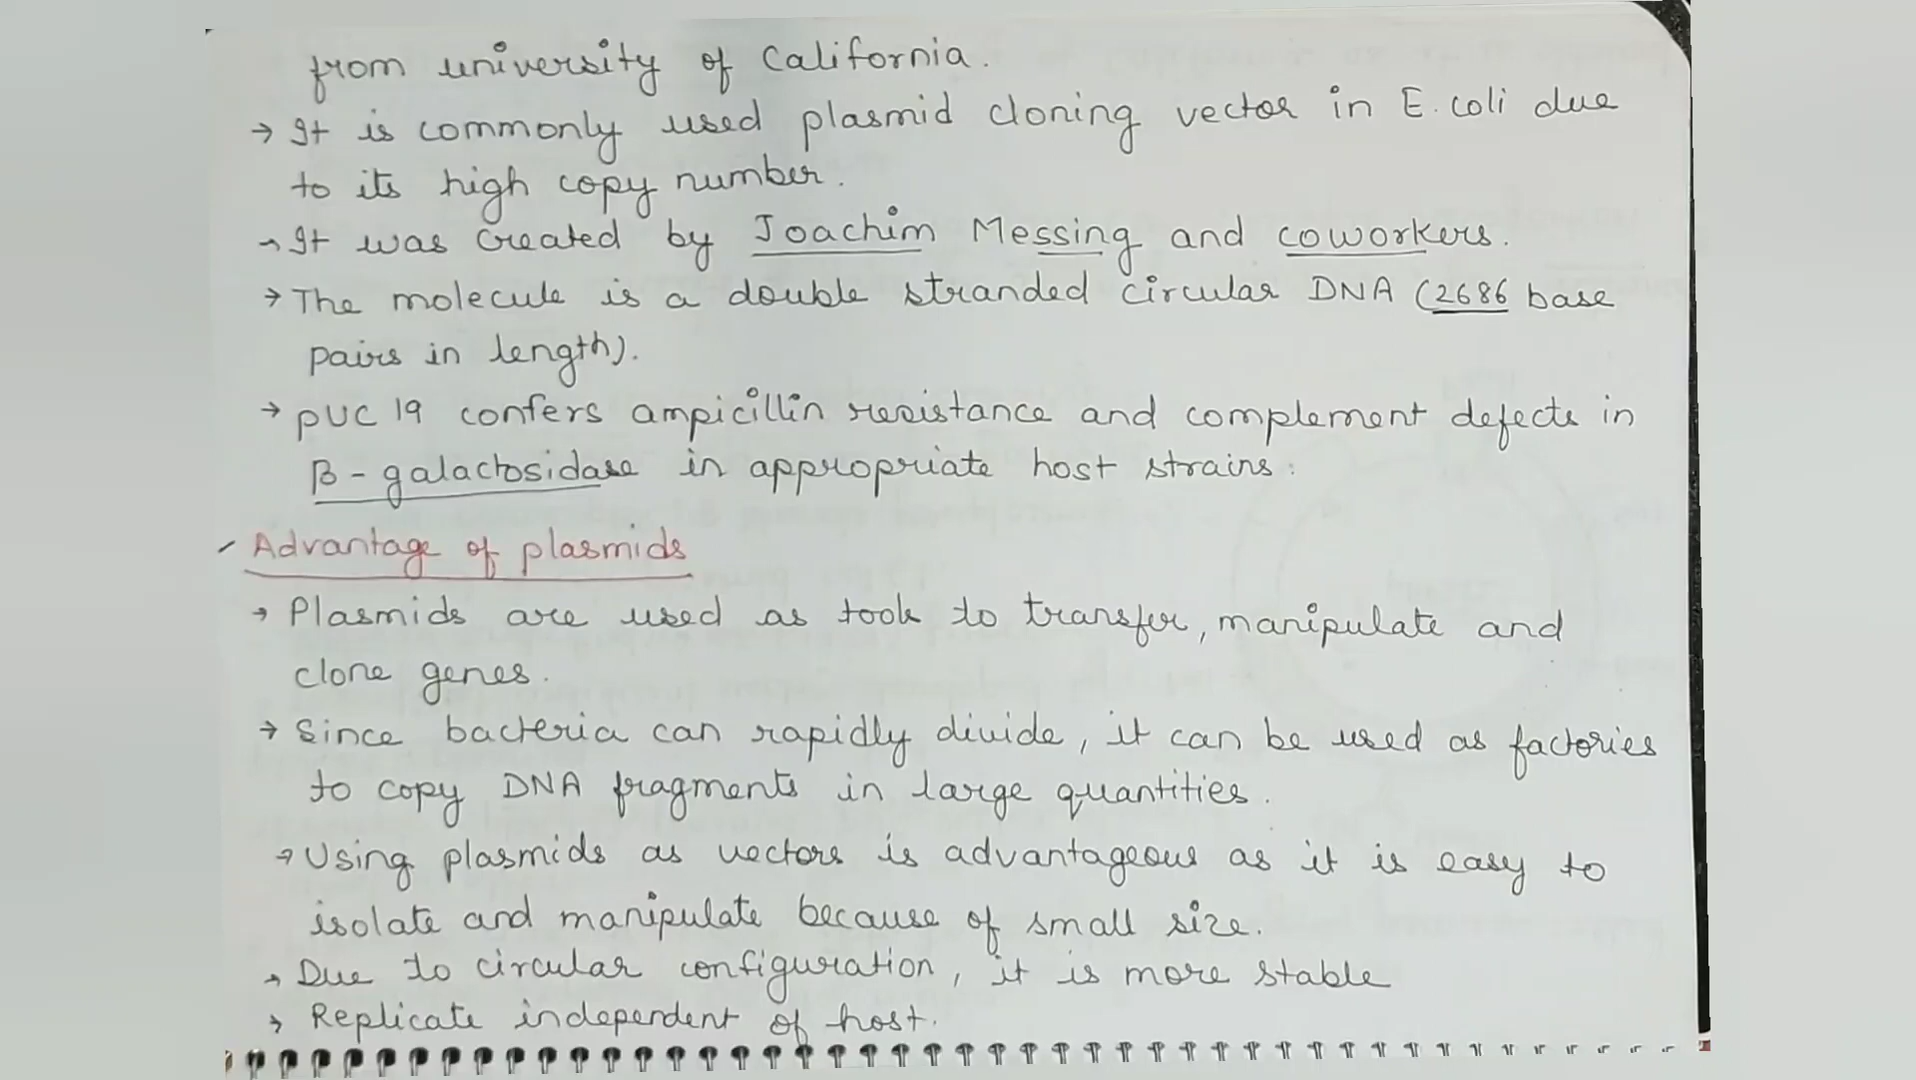 from university of California.
→ It is commonly used plasmid cloning vector in E. coli due
to its high copy number.
→ It was created by Joachim Messing and coworkers.
→ The molecule is a double stranded circular DNA (2686 base
pairs in length).
→ pUC 19 confers ampicillin resistance and complement defects in
β - galactosidase in appropriate host strains.
Advantage of plasmids
→ Plasmids are used as tools to transfer, manipulate and
clone genes.
→ Since bacteria can rapidly divide, it can be used as factories
to copy DNA fragments in large quantities.
→ Using plasmids as vectors is advantageous as it is easy to
isolate and manipulate because of small size.
→ Due to circular configuration, it is more stable
→ Replicate independent of host.